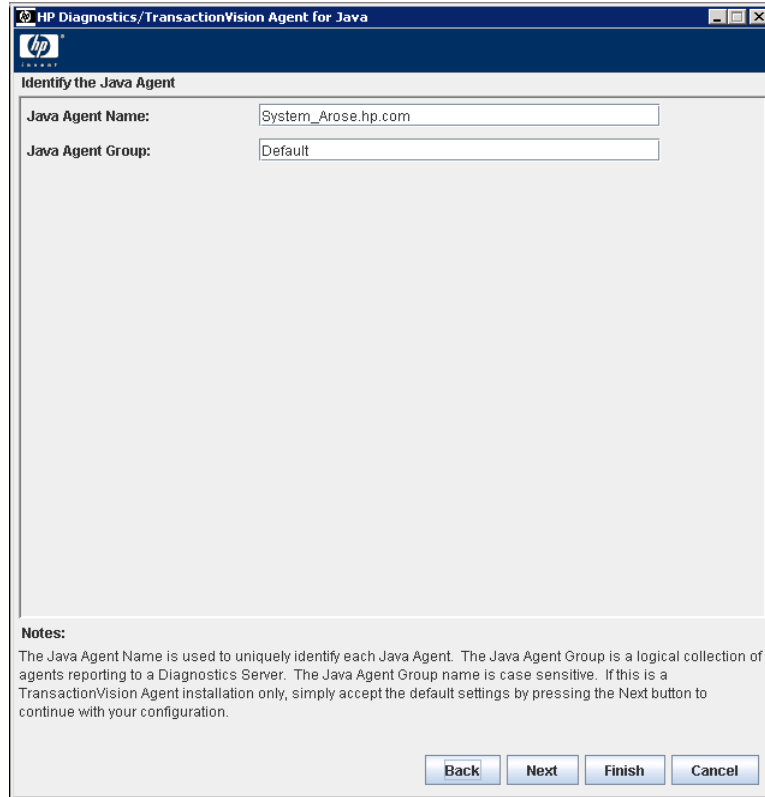 HP Diagnostics/TransactionVision Agent for Java
hp
invent
Identify the Java Agent
Java Agent Name: System_Arose.hp.com
Java Agent Group: Default
Notes:
The Java Agent Name is used to uniquely identify each Java Agent. The Java Agent Group is a logical collection of
agents reporting to a Diagnostics Server. The Java Agent Group name is case sensitive. If this is a
TransactionVision Agent installation only, simply accept the default settings by pressing the Next button to
continue with your configuration.
Back Next Finish Cancel